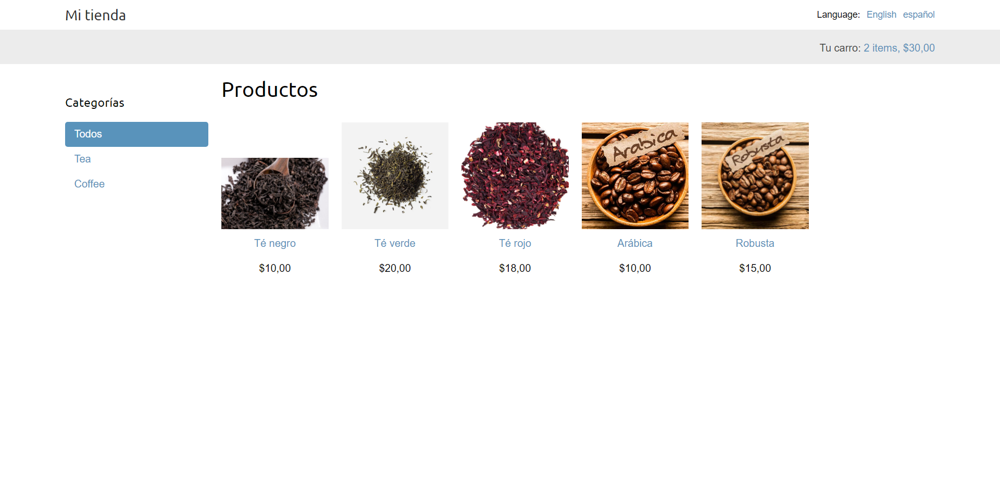 Mi tienda
Language: English español
Tu carro: 2 items, $30,00
Categorías
Todos
Tea
Coffee
Productos
Arabica
Robusta
Té negro
Té verde
Té rojo
Arábica
Robusta
$10,00
$20,00
$18,00
$10,00
$15,00